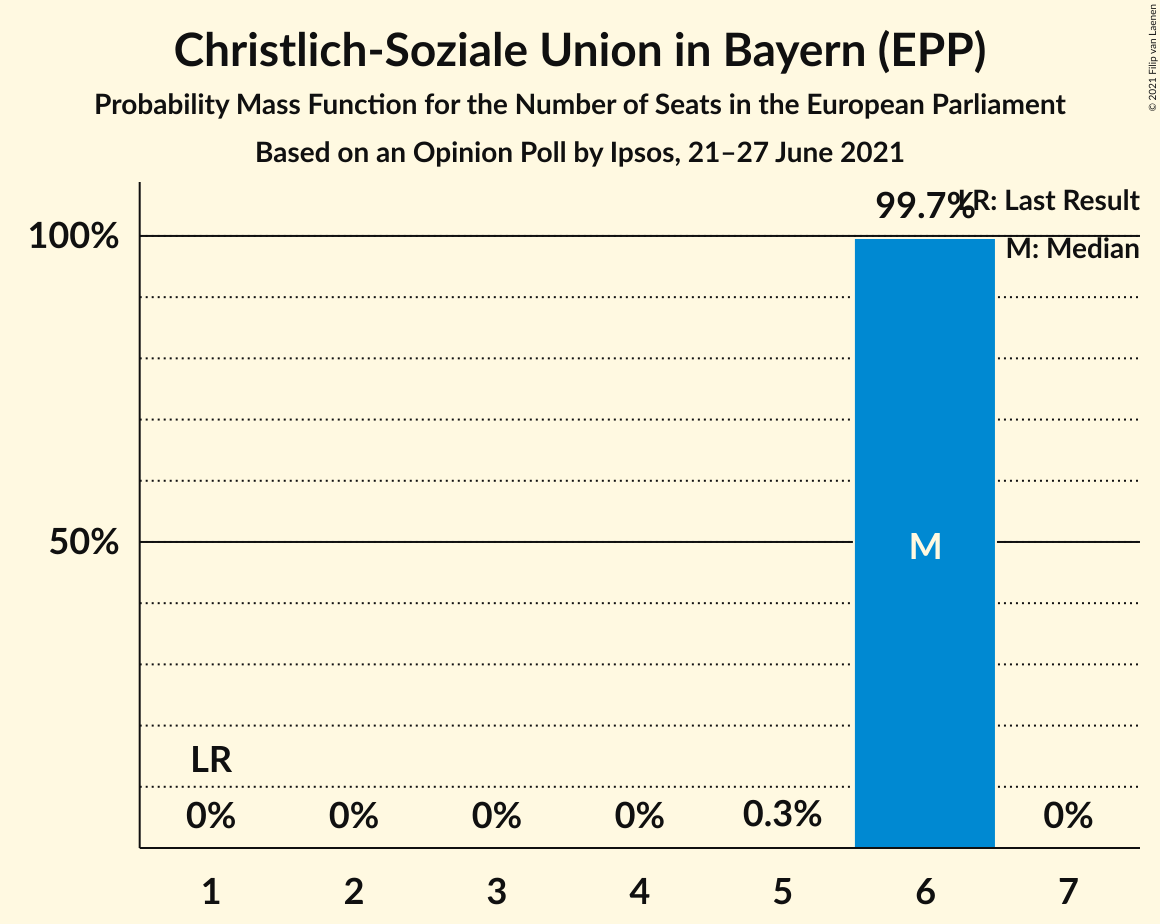 Christlich-Soziale Union in Bayern (EPP)
Probability Mass Function for the Number of Seats in the European Parliament
Based on an Opinion Poll by Ipsos, 21–27 June 2021
© 2021 Filip van Laenen
99.7%
LR: Last Result
M: Median
100%
50%
M
LR
0% 0% 0% 0% 0.3% 0%
1 2 3 4 5 6 7